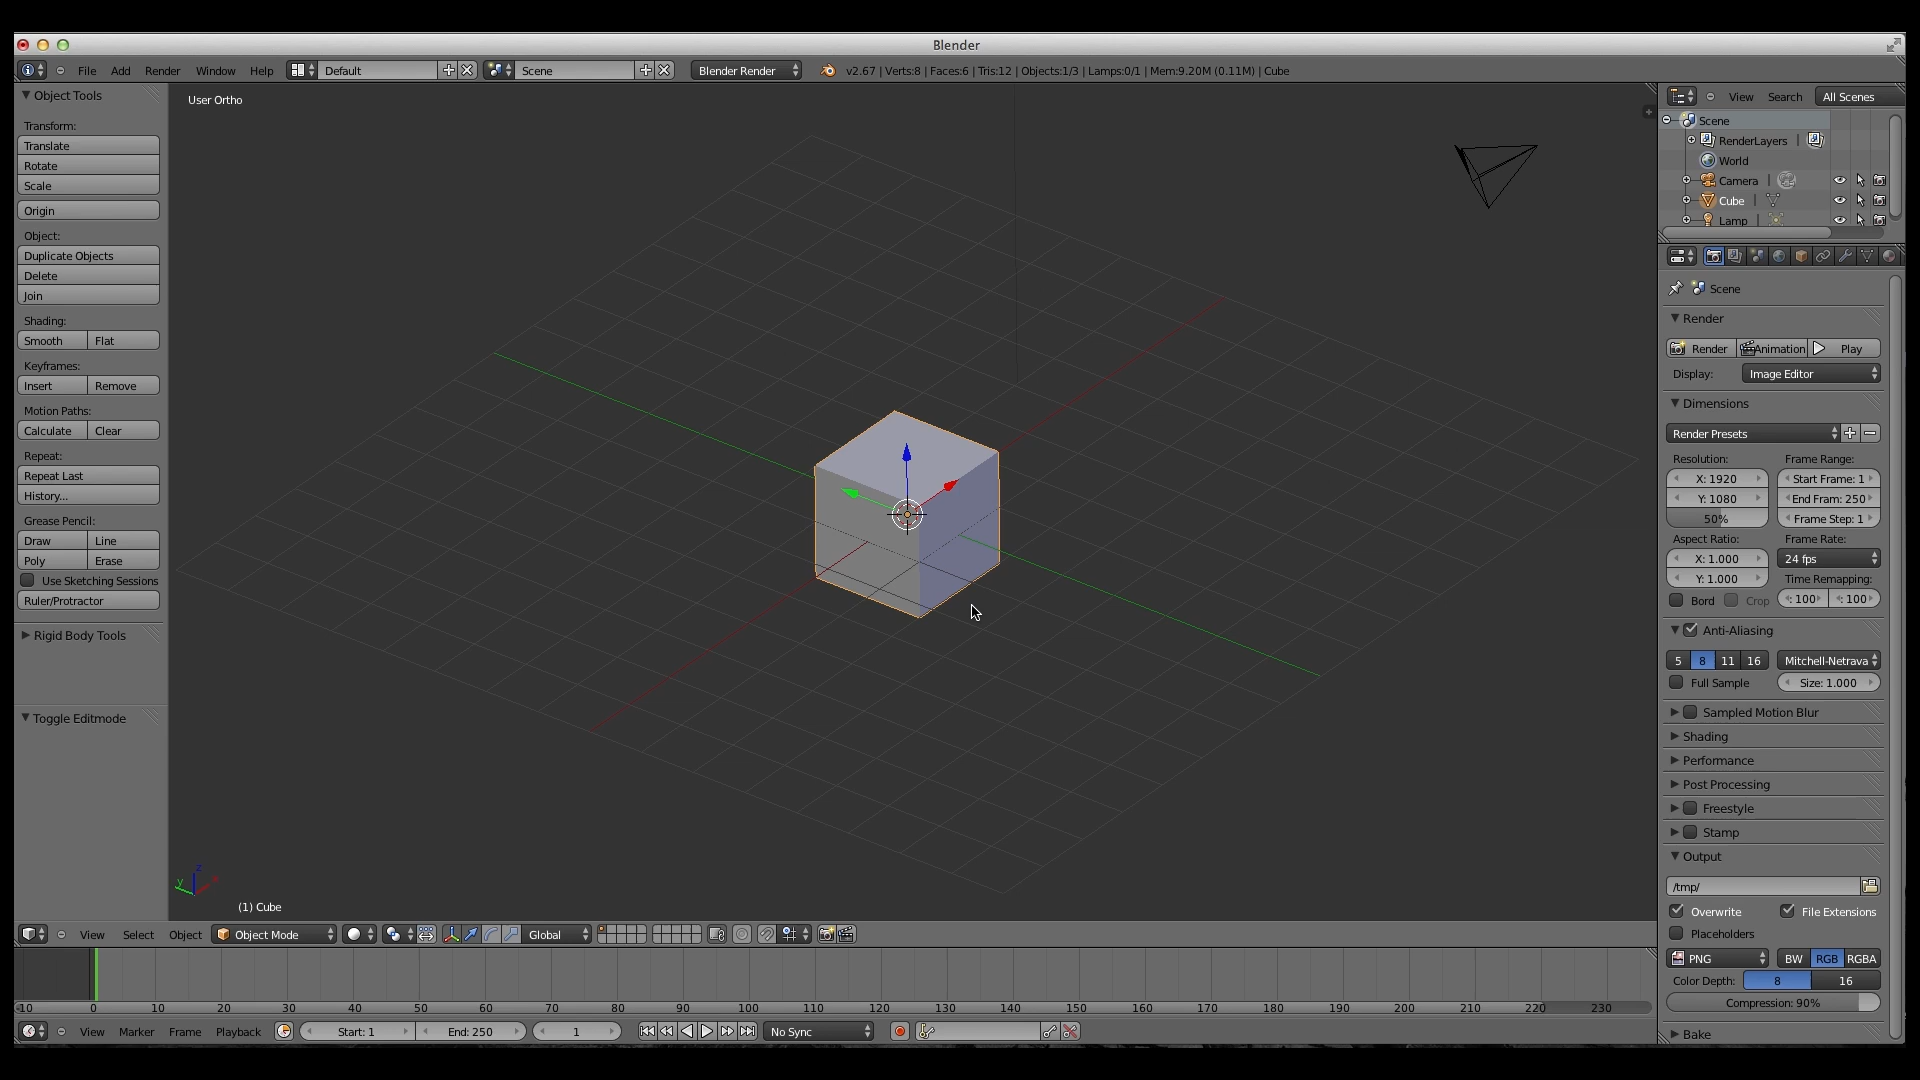 Blender
File Add Render Window Help Default Scene Blender Render v2.67 | Verts:8 | Faces:6 | Tris:12 | Objects:1/3 | Lamps:0/1 | Mem:9.20M (0.11M) | Cube
Object Tools
Transform:
Translate
Rotate
Scale
Origin
Object:
Duplicate Objects
Delete
Join
Shading:
Smooth Flat
Keyframes:
Insert Remove
Motion Paths:
Calculate Clear
Repeat:
Repeat Last
History...
Grease Pencil:
Draw Line
Poly Erase
Use Sketching Sessions
Ruler/Protractor
Rigid Body Tools
Toggle Editmode
User Ortho
z
y
(1) Cube
View Select Object Object Mode Global
-10 0 10 20 30 40 50 60 70 80 90 100 110 120 130 140 150 160 170 180 190 200 210 220 230
View Marker Frame Playback Start: 1 End: 250 1 No Sync
View Search All Scenes
Scene
RenderLayers |
World
Camera |
Cube |
Lamp |
Scene
Render
Render Animation Play
Display: Image Editor
Dimensions
Render Presets
Resolution: Frame Range:
X: 1920 Start Frame: 1
Y: 1080 End Fram: 250
50% Frame Step: 1
Aspect Ratio: Frame Rate:
X: 1.000 24 fps
Y: 1.000 Time Remapping:
Bord Crop : 100 : 100
Anti-Aliasing
5 8 11 16 Mitchell-Netrava
Full Sample Size: 1.000
Sampled Motion Blur
Shading
Performance
Post Processing
Freestyle
Stamp
Output
/tmp/
Overwrite File Extensions
Placeholders
PNG BW RGB RGBA
Color Depth: 8 16
Compression: 90%
Bake